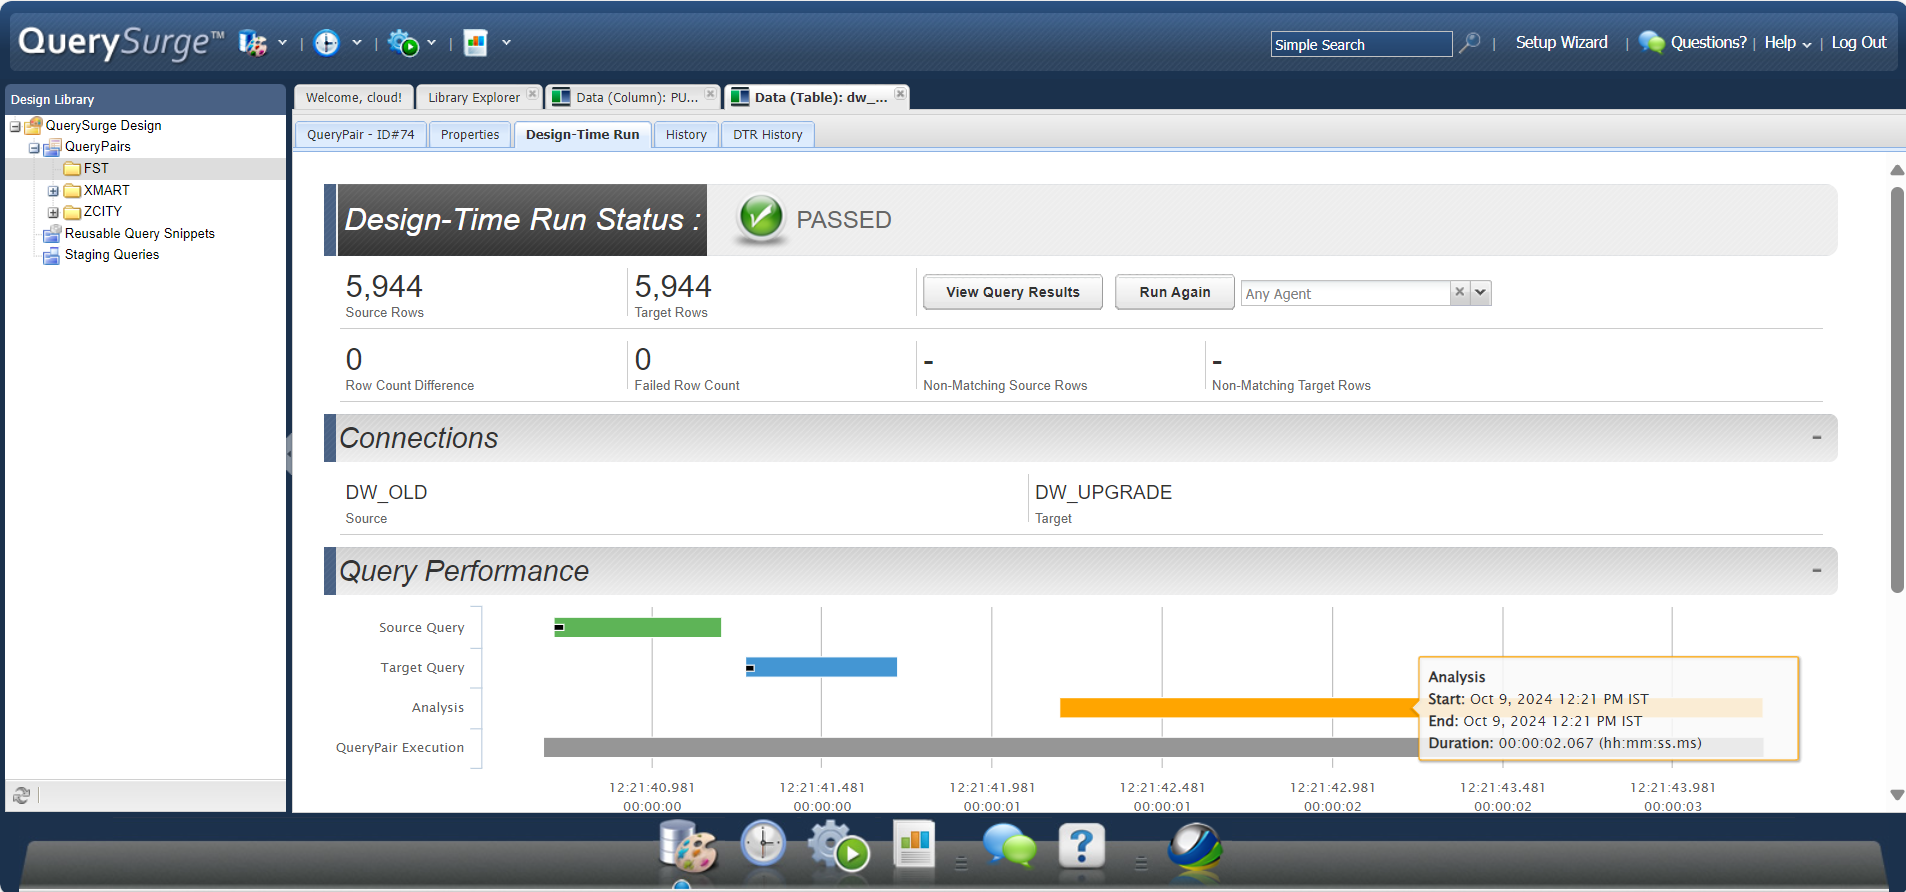 QuerySurge™
Simple Search
Setup Wizard
Questions?
Help
Log Out
Design Library
QuerySurge Design
QueryPairs
FST
XMART
ZCITY
Reusable Query Snippets
Staging Queries
Welcome, cloud!
Library Explorer
Data (Column): PU...
Data (Table): dw_...
QueryPair - ID#74
Properties
Design-Time Run
History
DTR History
Design-Time Run Status :
PASSED
5,944
Source Rows
5,944
Target Rows
View Query Results
Run Again
Any Agent
0
Row Count Difference
0
Failed Row Count
-
Non-Matching Source Rows
-
Non-Matching Target Rows
Connections
DW_OLD
Source
DW_UPGRADE
Target
Query Performance
Source Query
Target Query
Analysis
QueryPair Execution
Analysis
Start: Oct 9, 2024 12:21 PM IST
End: Oct 9, 2024 12:21 PM IST
Duration: 00:00:02.067 (hh:mm:ss.ms)
12:21:40.981 12:21:41.481 12:21:41.981 12:21:42.481 12:21:42.981 12:21:43.481 12:21:43.981
00:00:00 00:00:00 00:00:01 00:00:01 00:00:02 00:00:02 00:00:03